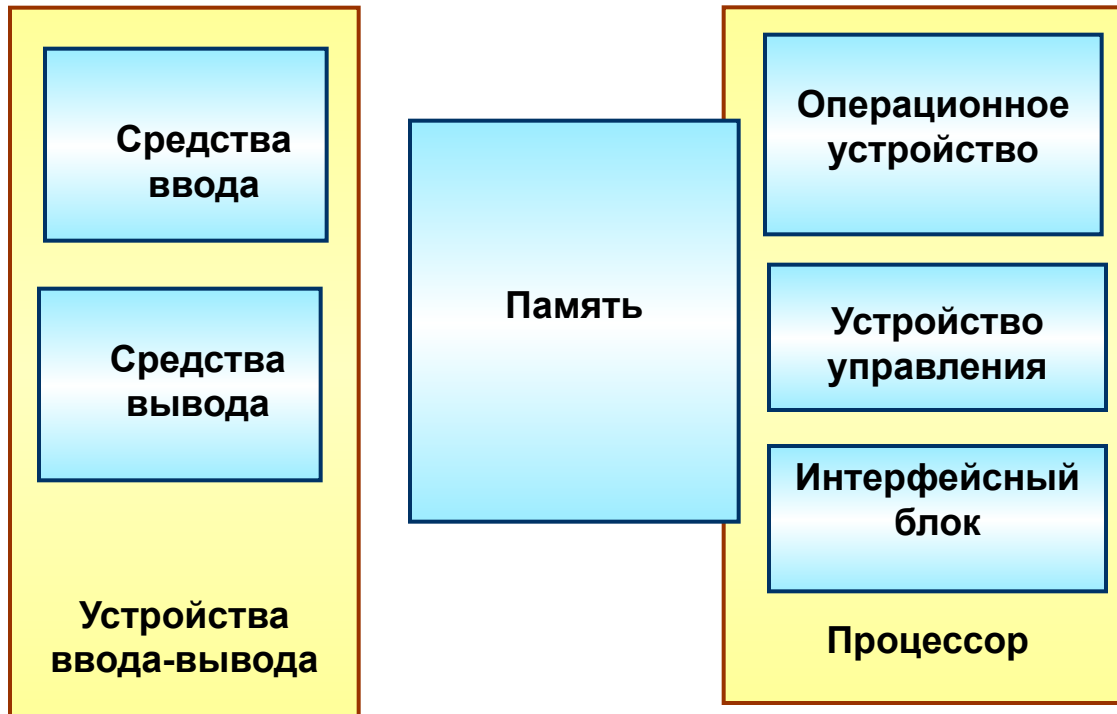 Средства
ввода
Средства
вывода
Устройства
ввода-вывода
Память
Операционное
устройство
Устройство
управления
Интерфейсный
блок
Процессор